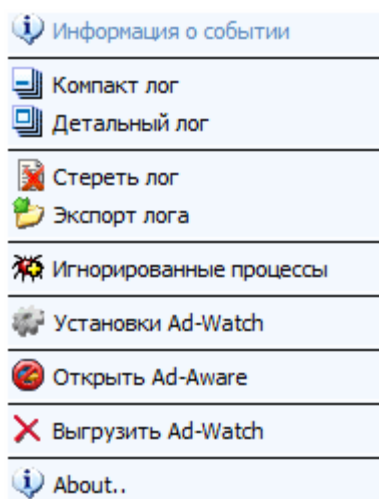 Информация о событии
Компакт лог
Детальный лог
Стереть лог
Экспорт лога
Игнорированные процессы
Установки Ad-Watch
Открыть Ad-Aware
Выгрузить Ad-Watch
About..